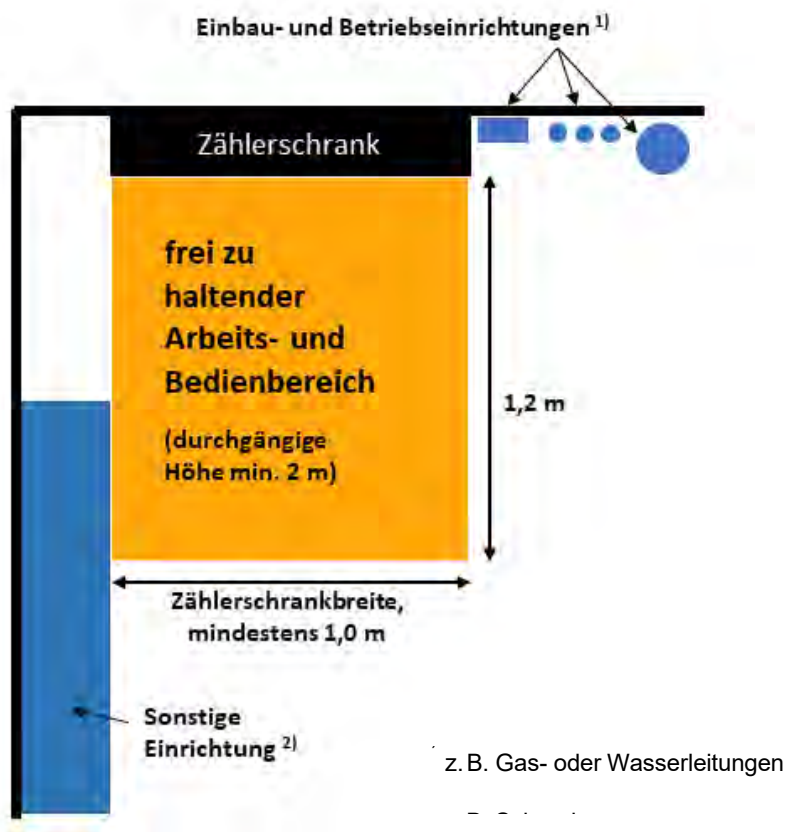 Einbau- und Betriebseinrichtungen 1)
Zählerschrank
frei zu
haltender
Arbeits- und
Bedienbereich
(durchgängige
Höhe min. 2 m)
1,2 m
Zählerschrankbreite,
mindestens 1,0 m
Sonstige
Einrichtung 2)
z. B. Gas- oder Wasserleitungen